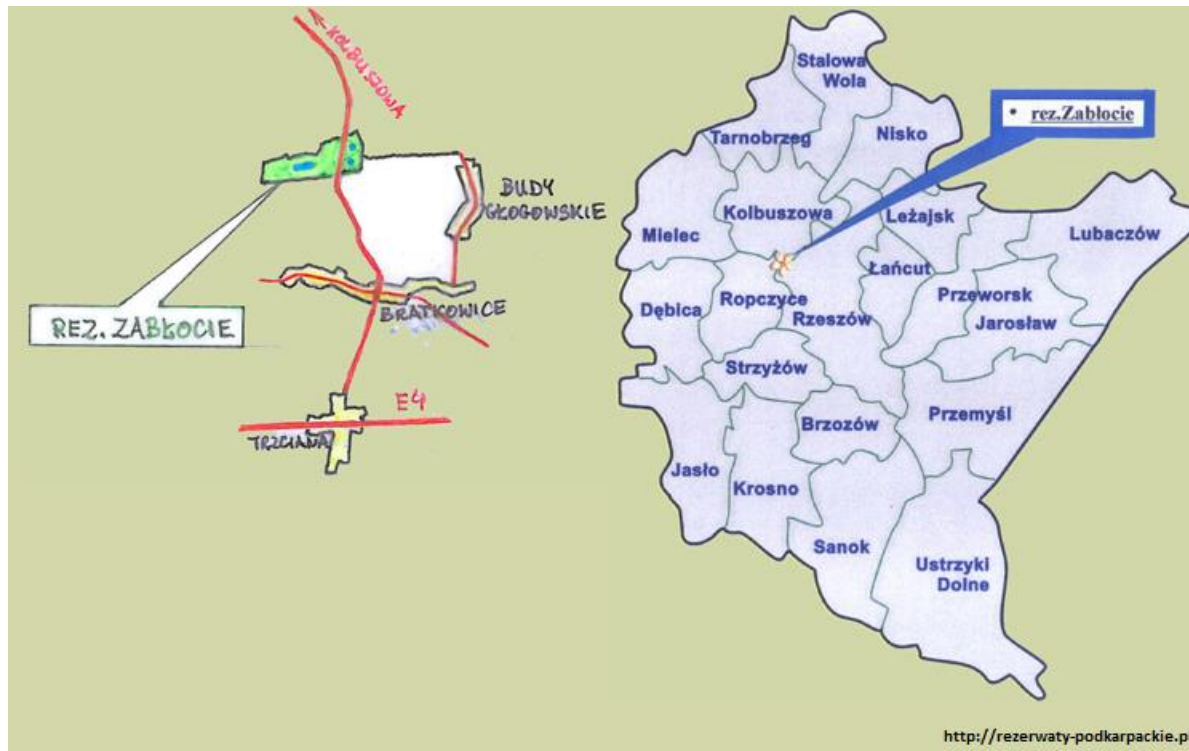 KOLBUSZOWA
BUDY
GŁOGOWSKIE
REZ. ZABŁOCIE
BRATKOWICE
E4
TRZCIANA
Stalowa
Wola
• rez.Zabłocie
Tarnobrzeg
Nisko
Kolbuszowa
Leżajsk
Mielec
Lubaczów
Łańcut
Dębica
Ropczyce
Przeworsk
Rzeszów
Jarosław
Strzyżów
Przemyśl
Brzozów
Jasło
Krosno
Sanok
Ustrzyki
Dolne
http://rezerwaty-podkarpackie.p